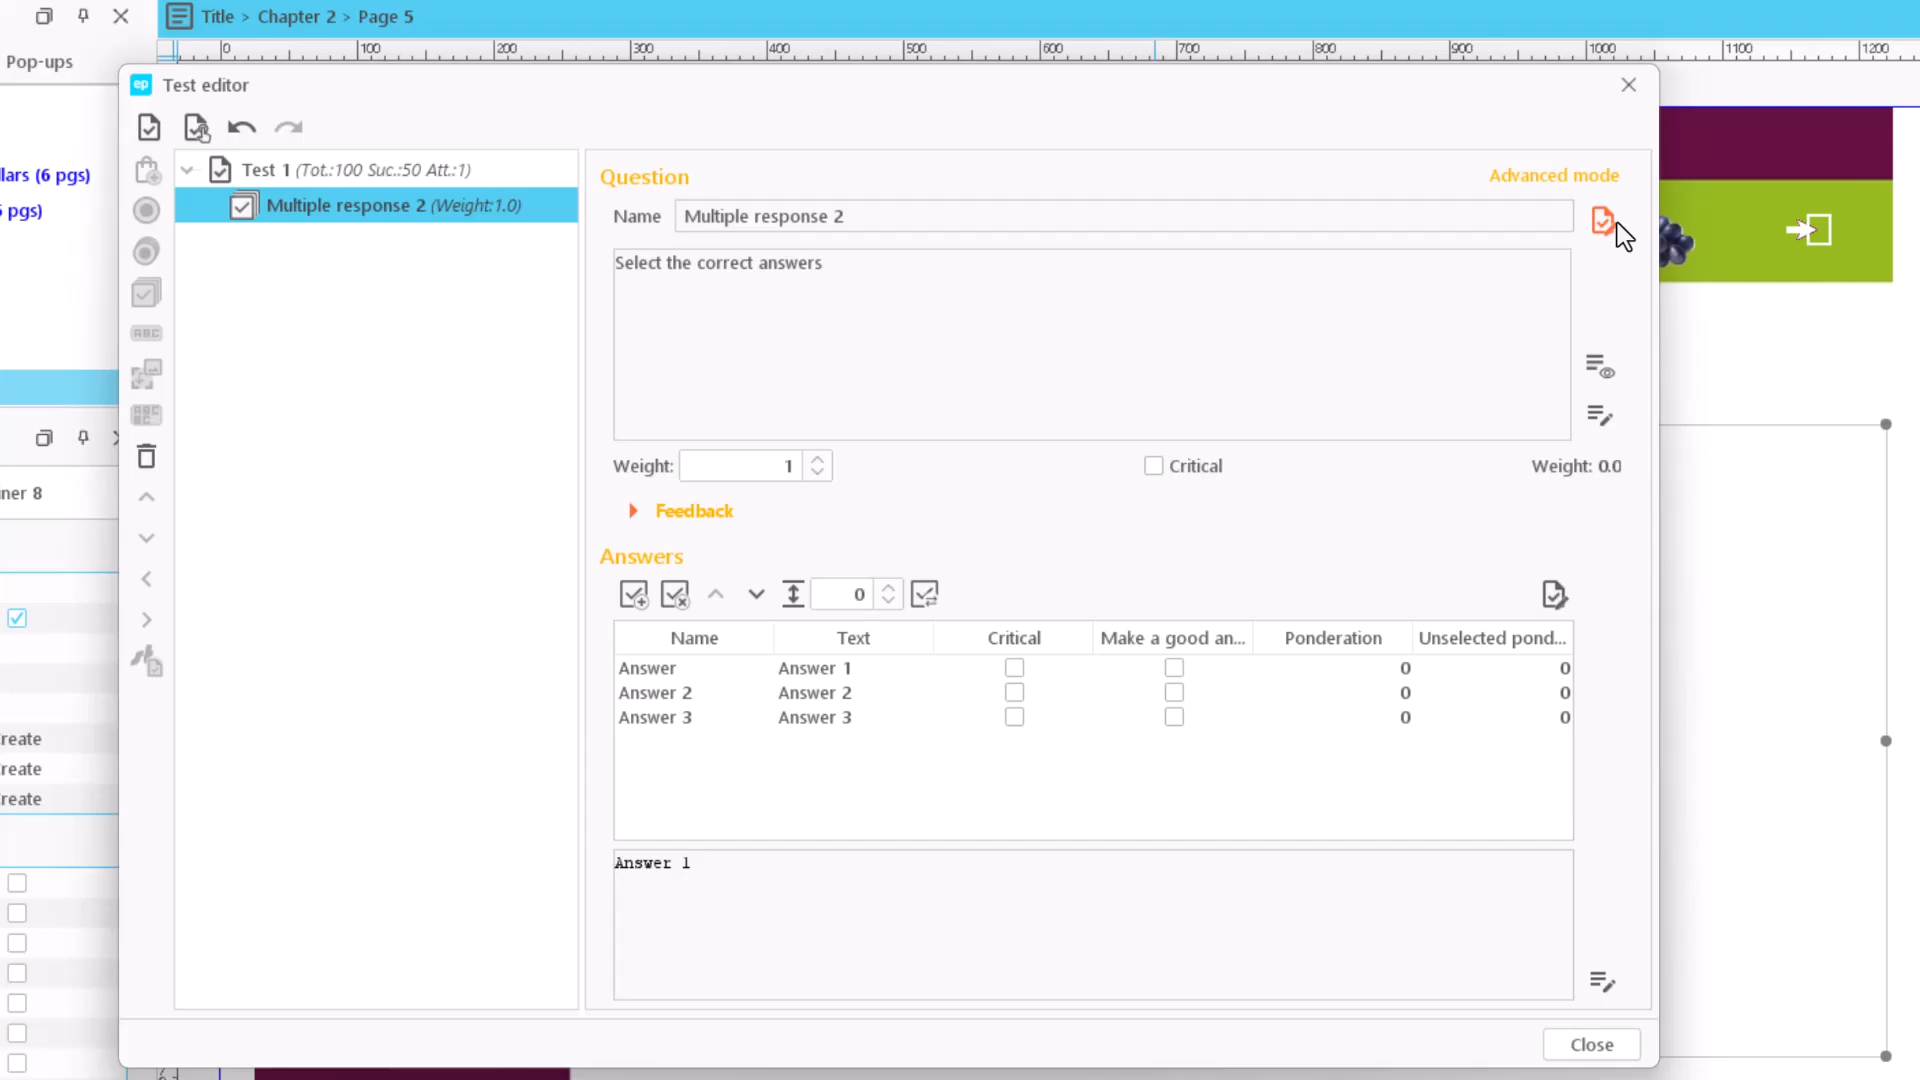 Title > Chapter 2 > Page 5
Pop-ups
0 100 200 300 400 500 600 700 800 900 1000 1100 1200
ep Test editor
llars (6 pgs)
pgs)
Test 1 (Tot.:100 Suc.:50 Att.:1)
Multiple response 2 (Weight:1.0)
Question
Advanced mode
Name Multiple response 2
Select the correct answers
ABC
Weight: 1
Critical
Weight: 0.0
Feedback
ner 8
Answers
0
Name Text Critical Make a good an... Ponderation Unselected pond...
Answer Answer 1 0 0
Answer 2 Answer 2 0 0
Answer 3 Answer 3 0 0
reate
reate
reate
Answer 1
Close